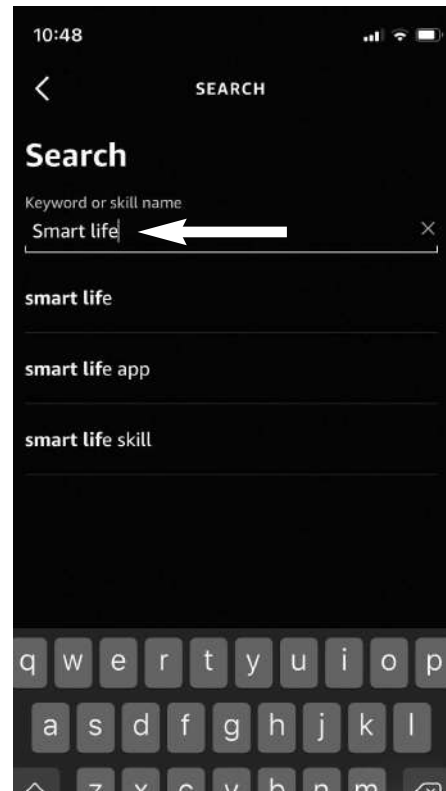 10:48
SEARCH
Search
Keyword or skill name
Smart life
smart life
smart life app
smart life skill
q w e r t y u i o p
a s d f g h j k l
z x c v b n m